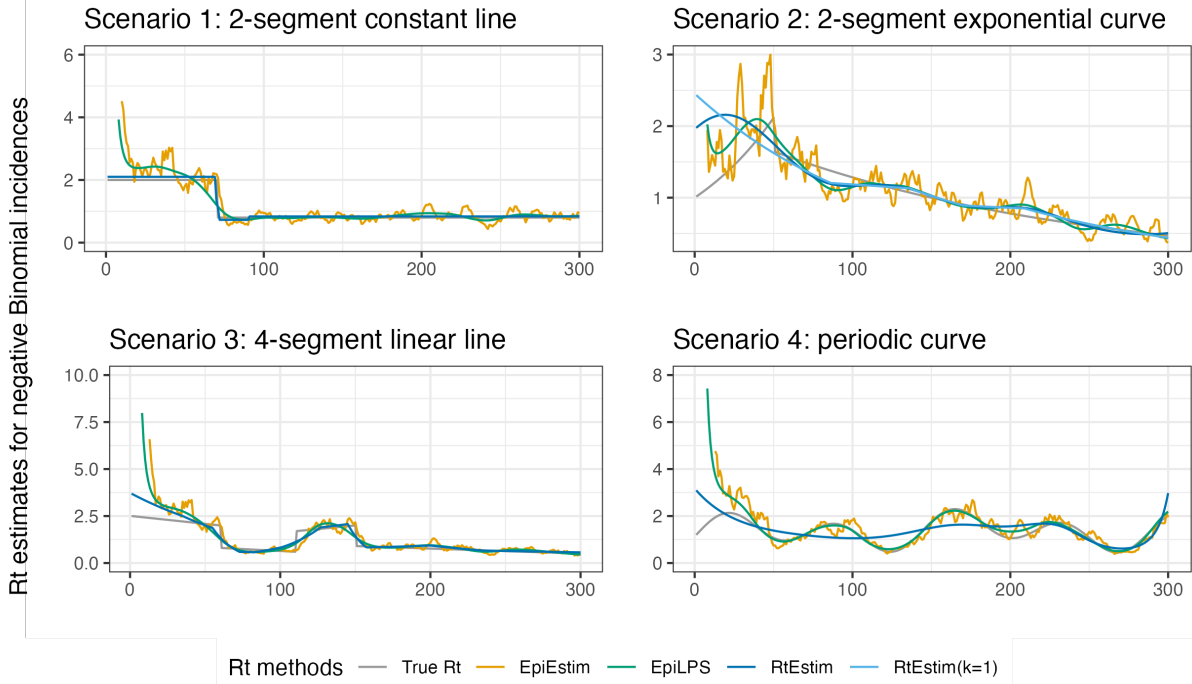 Rt estimates for negative Binomial incidences
Scenario 1: 2-segment constant line
6
4
2
0
0 100 200 300
Scenario 2: 2-segment exponential curve
3
2
1
0 100 200 300
Scenario 3: 4-segment linear line
10.0
7.5
5.0
2.5
0.0
0 100 200 300
Scenario 4: periodic curve
8
6
4
2
0
0 100 200 300
Rt methods True Rt EpiEstim EpiLPS RtEstim RtEstim(k=1)